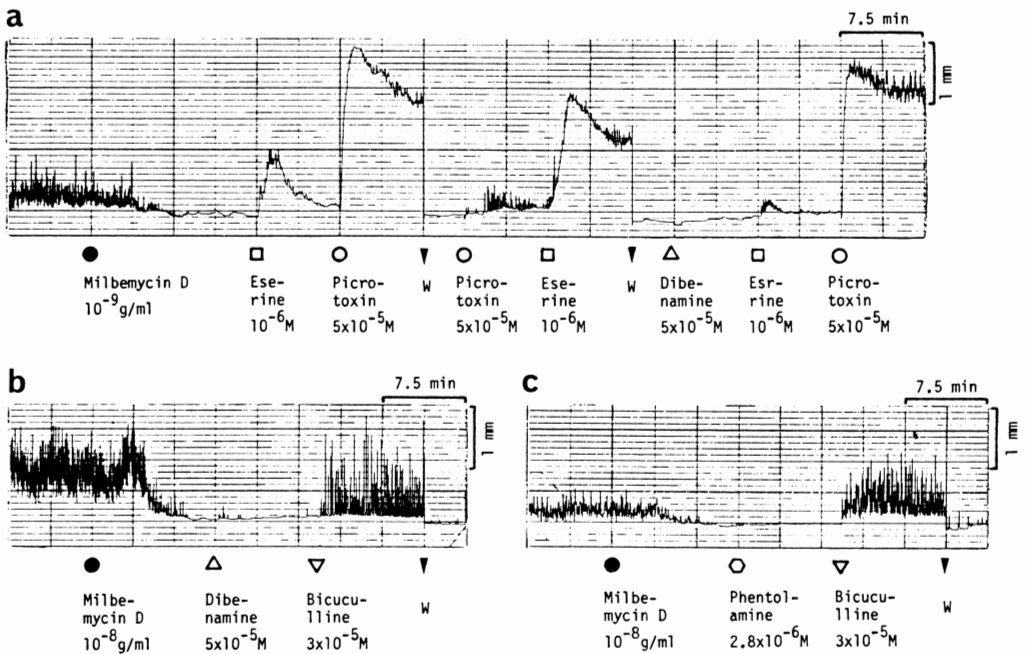 a
7.5 min
1 mm
Milbemycin D
10⁻⁹g/ml
Ese-
rine
10⁻⁶M
Picro-
toxin
5x10⁻⁵M
W
Picro-
toxin
5x10⁻⁵M
Ese-
rine
10⁻⁶M
W
Dibe-
namine
5x10⁻⁵M
Esr-
rine
10⁻⁶M
Picro-
toxin
5x10⁻⁵M
b
7.5 min
1 mm
Milbe-
mycin D
10⁻⁸g/ml
Dibe-
namine
5x10⁻⁵M
Bicucu-
lline
3x10⁻⁵M
W
c
7.5 min
1 mm
Milbe-
mycin D
10⁻⁸g/ml
Phentol-
amine
2.8x10⁻⁶M
Bicucu-
lline
3x10⁻⁵M
W